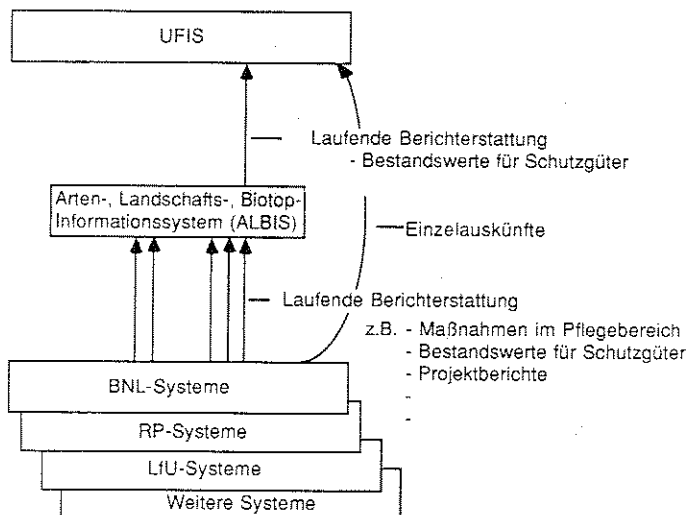 UFIS
Laufende Berichterstattung
- Bestandswerte für Schutzgüter
Arten-, Landschafts-, Biotop-
Informationssystem (ALBIS)
Einzelauskünfte
Laufende Berichterstattung
z.B. - Maßnahmen im Pflegebereich
- Bestandswerte für Schutzgüter
- Projektberichte
-
-
BNL-Systeme
RP-Systeme
LfU-Systeme
Weitere Systeme